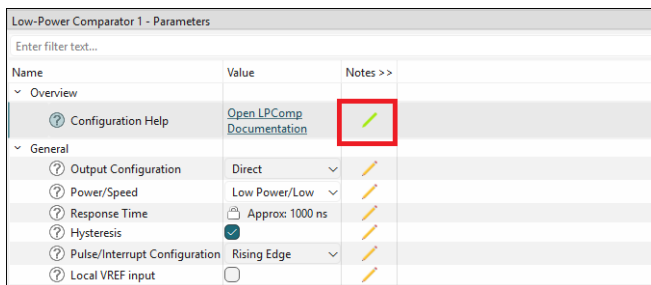 Low-Power Comparator 1 - Parameters
Enter filter text...
Name Value Notes >>
Overview
Configuration Help Open LPComp
Documentation
General
Output Configuration Direct
Power/Speed Low Power/Low
Response Time Approx: 1000 ns
Hysteresis
Pulse/Interrupt Configuration Rising Edge
Local VREF input